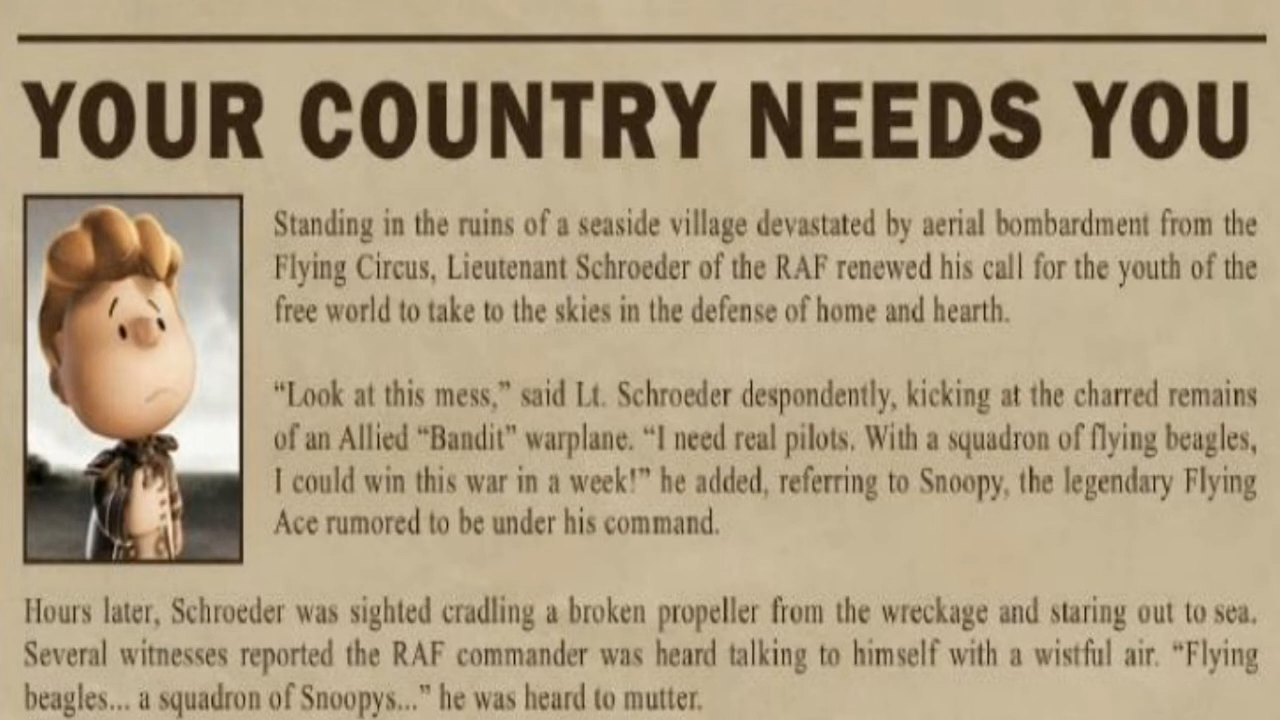 YOUR COUNTRY NEEDS YOU
Standing in the ruins of a seaside village devastated by aerial bombardment from the
Flying Circus, Lieutenant Schroeder of the RAF renewed his call for the youth of the
free world to take to the skies in the defense of home and hearth.
“Look at this mess,” said Lt. Schroeder despondently, kicking at the charred remains
of an Allied “Bandit” warplane. “I need real pilots. With a squadron of flying beagles,
I could win this war in a week!” he added, referring to Snoopy, the legendary Flying
Ace rumored to be under his command.
Hours later, Schroeder was sighted cradling a broken propeller from the wreckage and staring out to sea.
Several witnesses reported the RAF commander was heard talking to himself with a wistful air. “Flying
beagles... a squadron of Snoopys...” he was heard to mutter.